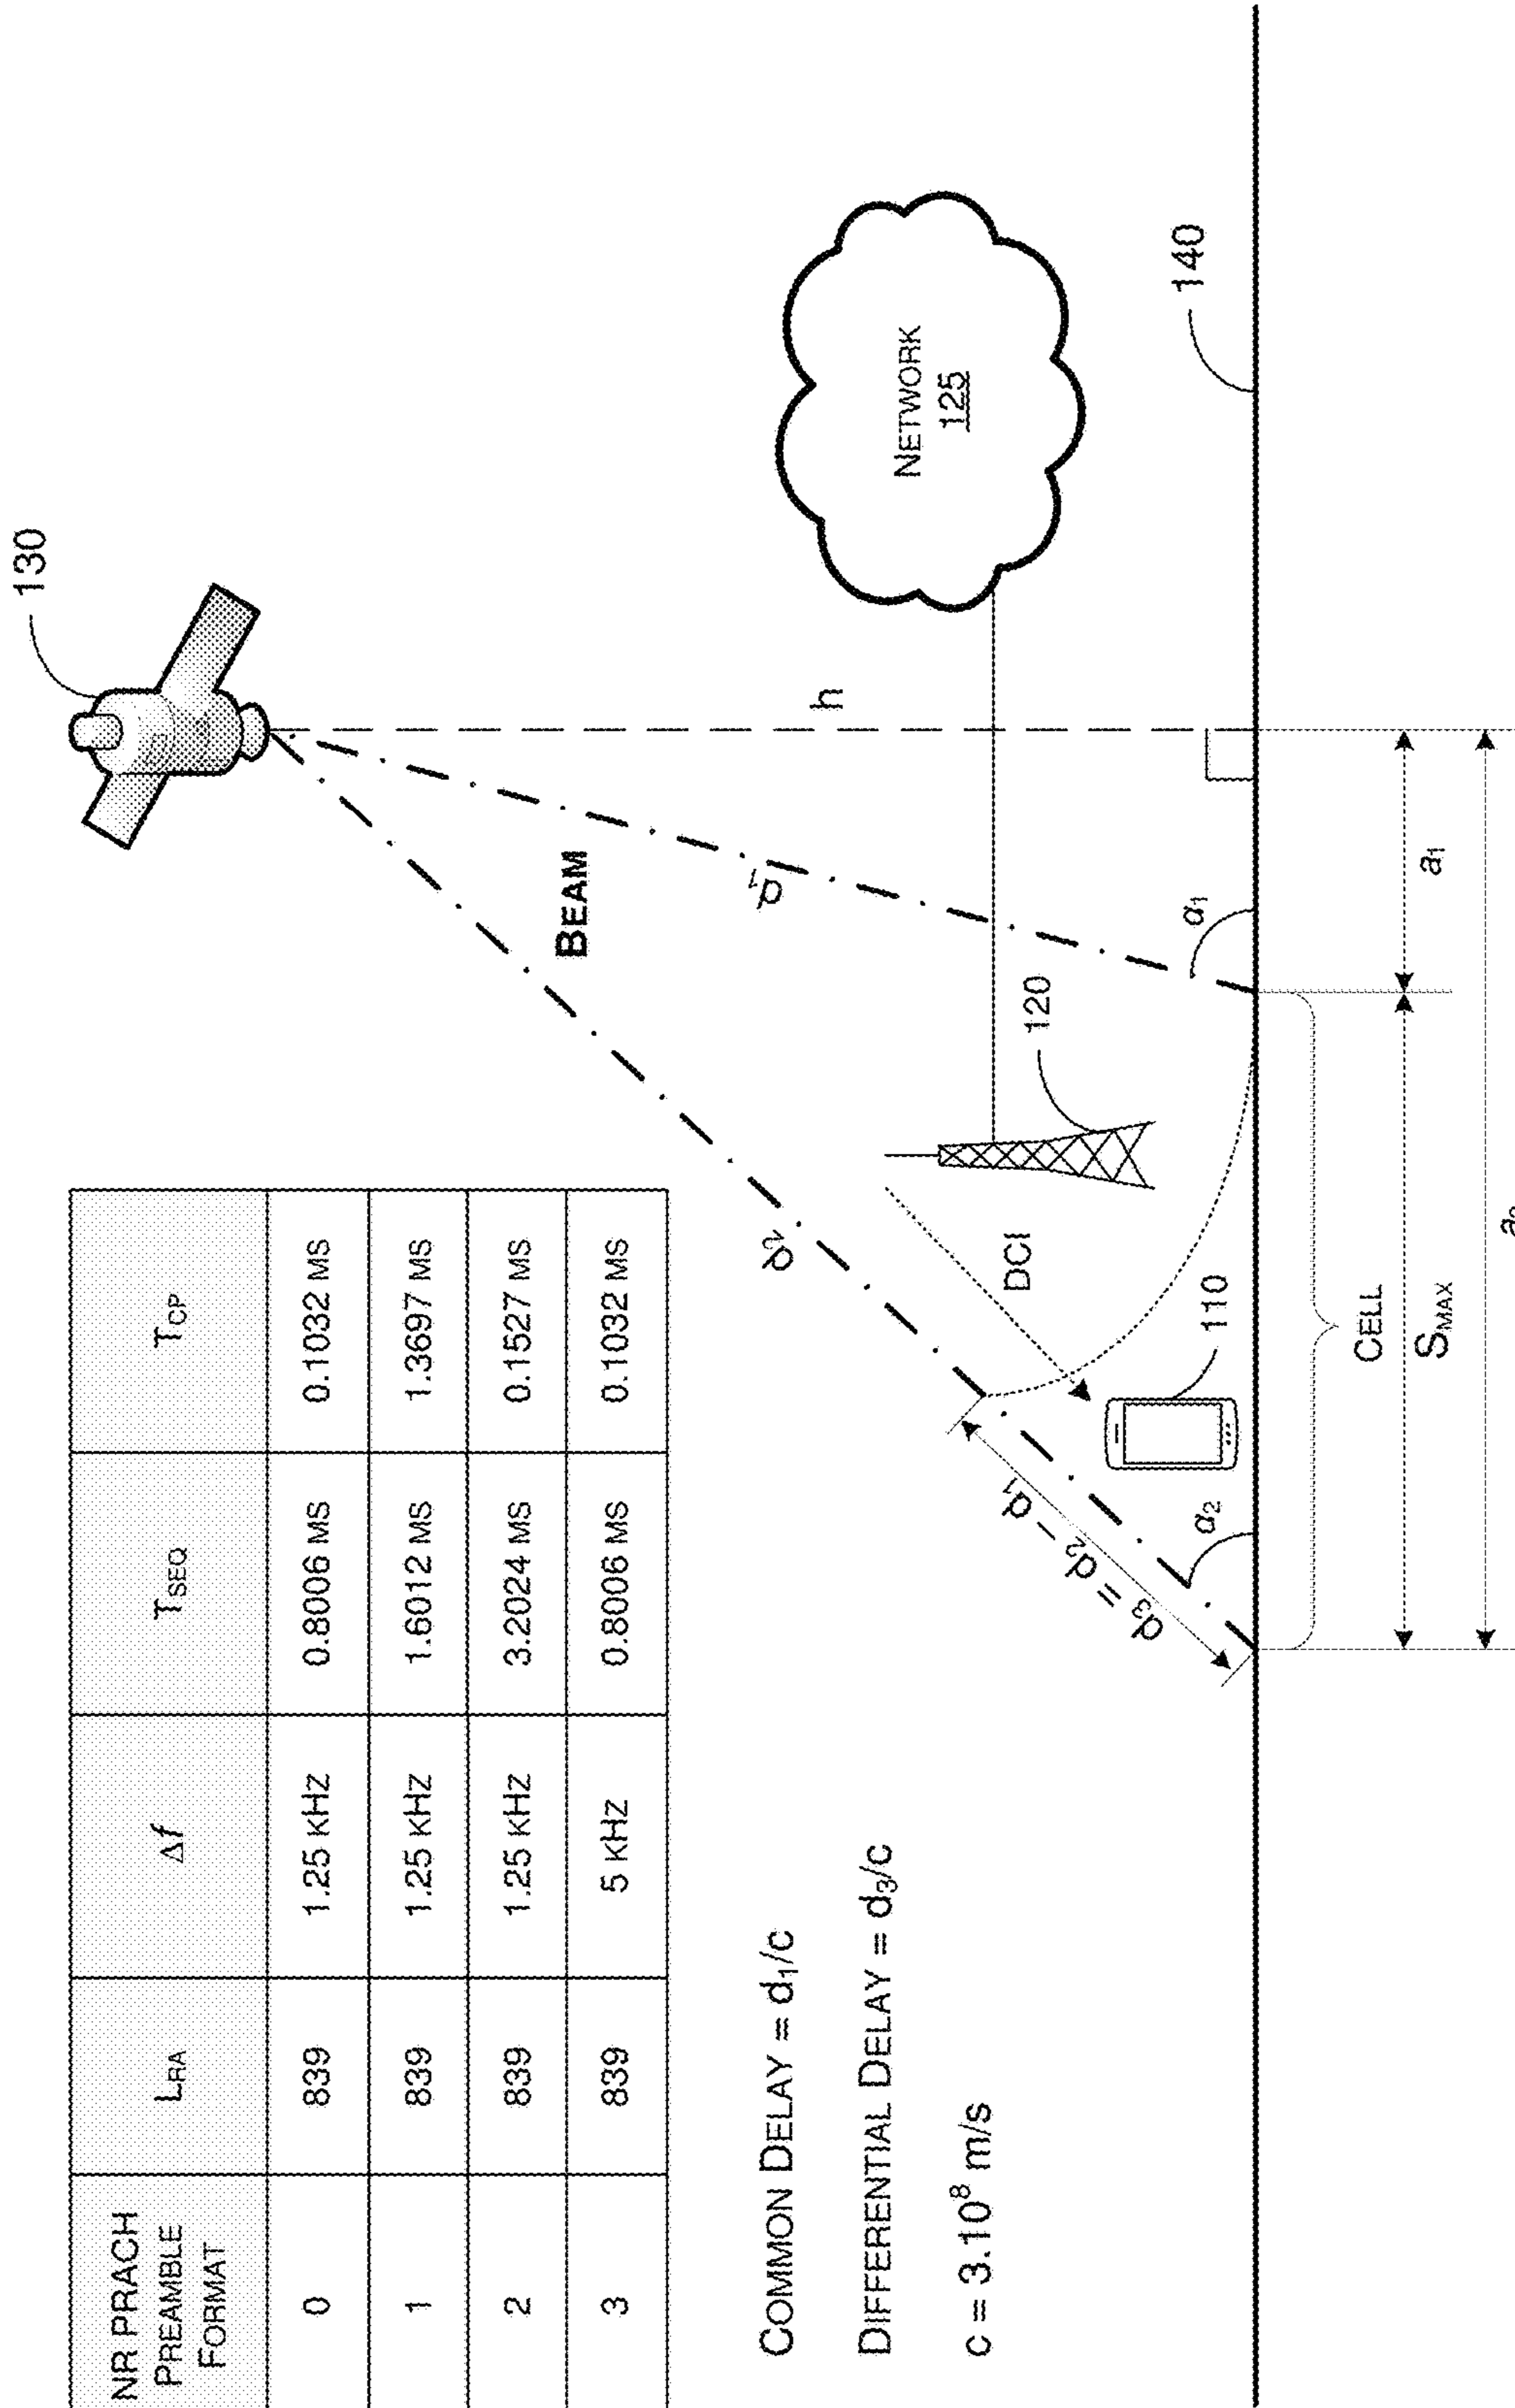 NR PRACH
PREAMBLE
FORMAT
LRA
Δf
TSEQ
TCP
0
839
1.25 KHZ
0.8006 MS
0.1032 MS
1
839
1.25 KHZ
1.6012 MS
1.3697 MS
2
839
1.25 KHZ
3.2024 MS
0.1527 MS
3
839
5 KHZ
0.8006 MS
0.1032 MS
COMMON DELAY = d1/c
DIFFERENTIAL DELAY = d3/c
c = 3.10⁸ m/s
130
BEAM
d2
d1
h
NETWORK
125
DCI
120
110
d3 = d2 – d1
α2
α1
140
CELL
SMAX
a1
a2